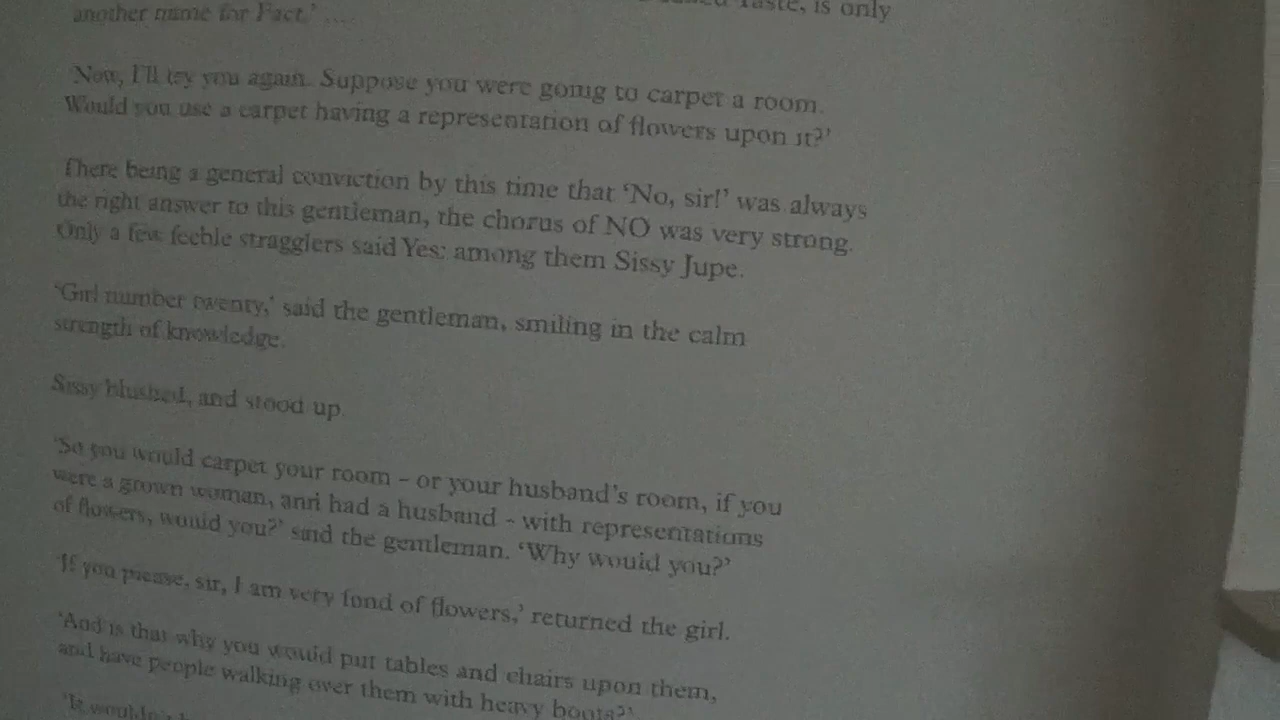 Taste, is only
another name for Fact.' ....
'Now, I'll try you again. Suppose you were going to carpet a room.
Would you use a carpet having a representation of flowers upon it?'
There being a general conviction by this time that 'No, sir!' was always
the right answer to this gentleman, the chorus of NO was very strong.
Only a few feeble stragglers said Yes: among them Sissy Jupe.
'Girl number twenty,' said the gentleman, smiling in the calm
strength of knowledge.
Sissy blushed, and stood up.
'So you would carpet your room – or your husband's room, if you
were a grown woman, and had a husband – with representations
of flowers, would you?' said the gentleman. 'Why would you?'
'If you please, sir, I am very fond of flowers,' returned the girl.
'And is that why you would put tables and chairs upon them,
and have people walking over them with heavy boots?'
'It wouldn't